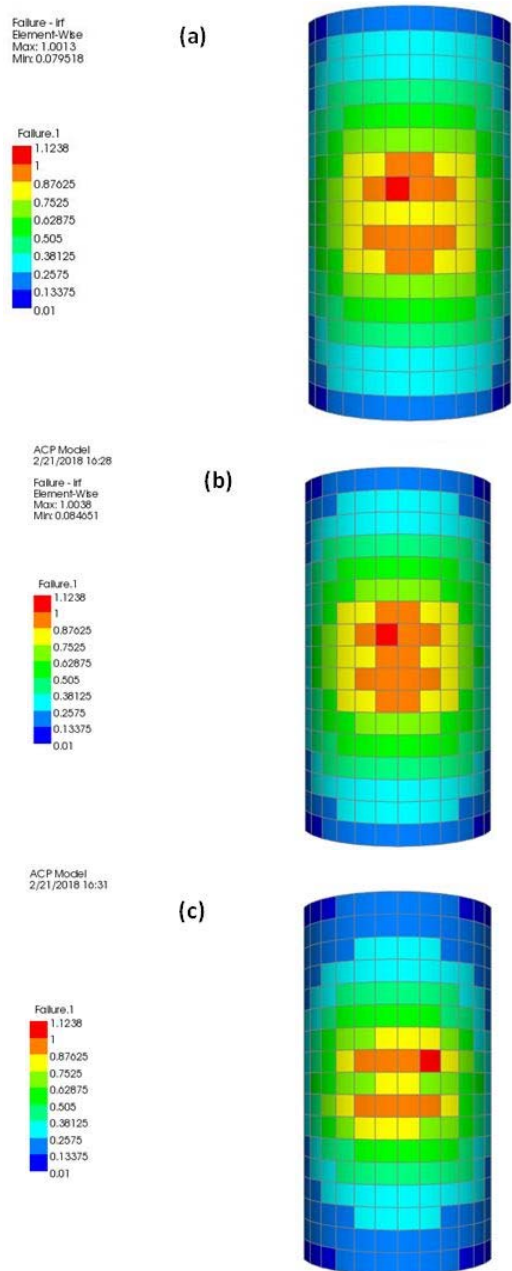 Failure - irf
Element-Wise
Max: 1.0013
Min: 0.079518
(a)
Failure.1
1.1238
1
0.87625
0.7525
0.62875
0.505
0.38125
0.2575
0.13375
0.01
ACP Model
2/21/2018 16:28
Failure - irf
Element-Wise
Max: 1.0038
Min: 0.084651
(b)
Failure.1
1.1238
1
0.87625
0.7525
0.62875
0.505
0.38125
0.2575
0.13375
0.01
ACP Model
2/21/2018 16:31
(c)
Failure.1
1.1238
1
0.87625
0.7525
0.62875
0.505
0.38125
0.2575
0.13375
0.01